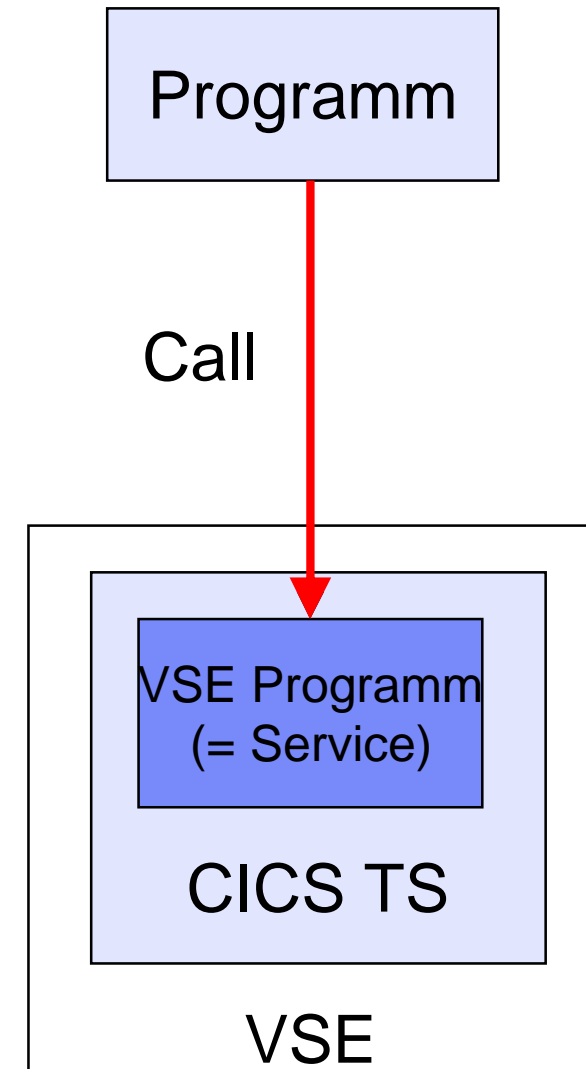 Programm
Call
VSE Programm
(= Service)
CICS TS
VSE